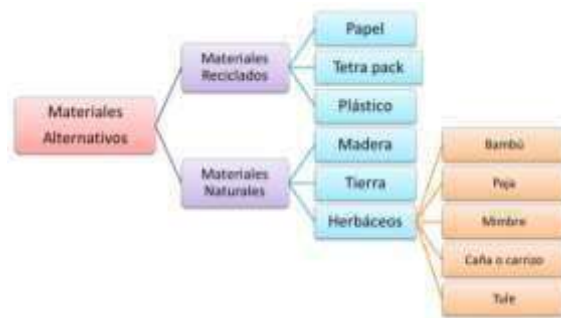 Materiales
Alternativos
Materiales
Reciclados
Papel
Tetra pack
Plástico
Materiales
Naturales
Madera
Tierra
Herbáceos
Bambú
Paja
Mimbre
Caña o carrizo
Tule